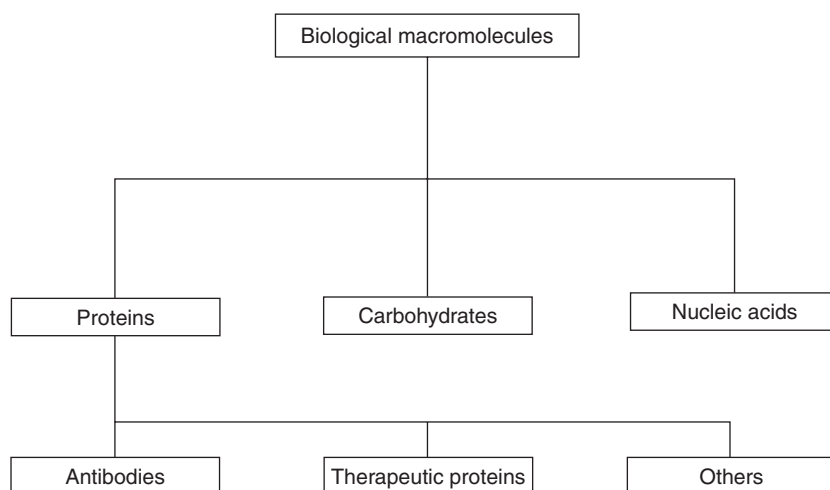 Biological macromolecules
Proteins
Carbohydrates
Nucleic acids
Antibodies
Therapeutic proteins
Others